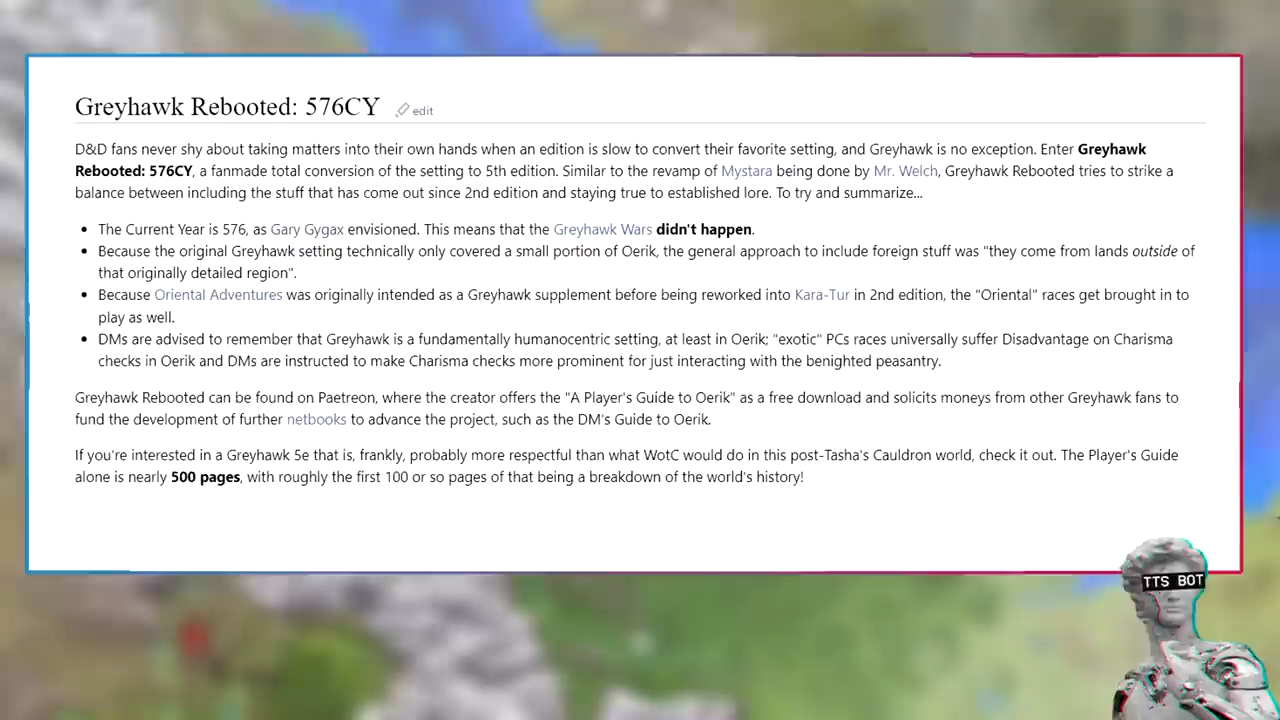 Greyhawk Rebooted: 576CY edit
D&D fans never shy about taking matters into their own hands when an edition is slow to convert their favorite setting, and Greyhawk is no exception. Enter Greyhawk
Rebooted: 576CY, a fanmade total conversion of the setting to 5th edition. Similar to the revamp of Mystara being done by Mr. Welch, Greyhawk Rebooted tries to strike a
balance between including the stuff that has come out since 2nd edition and staying true to established lore. To try and summarize...
• The Current Year is 576, as Gary Gygax envisioned. This means that the Greyhawk Wars didn't happen.
• Because the original Greyhawk setting technically only covered a small portion of Oerik, the general approach to include foreign stuff was "they come from lands outside of
that originally detailed region".
• Because Oriental Adventures was originally intended as a Greyhawk supplement before being reworked into Kara-Tur in 2nd edition, the "Oriental" races get brought in to
play as well.
• DMs are advised to remember that Greyhawk is a fundamentally humanocentric setting, at least in Oerik; "exotic" PCs races universally suffer Disadvantage on Charisma
checks in Oerik and DMs are instructed to make Charisma checks more prominent for just interacting with the benighted peasantry.
Greyhawk Rebooted can be found on Paetreon, where the creator offers the "A Player's Guide to Oerik" as a free download and solicits moneys from other Greyhawk fans to
fund the development of further netbooks to advance the project, such as the DM's Guide to Oerik.
If you're interested in a Greyhawk 5e that is, frankly, probably more respectful than what WotC would do in this post-Tasha's Cauldron world, check it out. The Player's Guide
alone is nearly 500 pages, with roughly the first 100 or so pages of that being a breakdown of the world's history!
TTS BOT